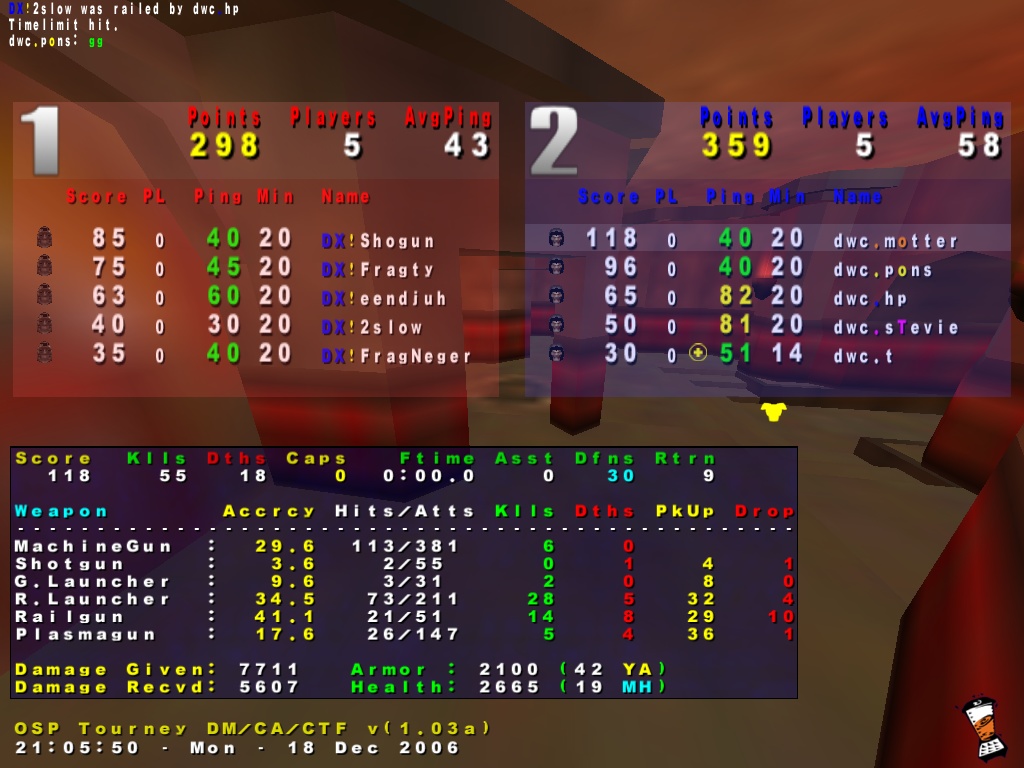 DX!2slow was railed by dwc.hp
Timelimit hit.
dwc.pons: gg
1 Points Players AvgPing
298 5 43
Score PL Ping Min Name
85 0 40 20 DX!Shogun
75 0 45 20 DX!Fragty
63 0 60 20 DX!eendjuh
40 0 30 20 DX!2slow
35 0 40 20 DX!FragNeger
2 Points Players AvgPing
359 5 58
Score PL Ping Min Name
118 0 40 20 dwc.motter
96 0 40 20 dwc.pons
65 0 82 20 dwc.hp
50 0 81 20 dwc.sTevie
30 0 51 14 dwc.t
Score Klls Dths Caps Ftime Asst Dfns Rtrn
118 55 18 0 0:00.0 0 30 9
Weapon Accrcy Hits/Atts Klls Dths PkUp Drop
MachineGun : 29.6 113/381 6 0
Shotgun : 3.6 2/55 0 1 4 1
G.Launcher : 9.6 3/31 2 0 8 0
R.Launcher : 34.5 73/211 28 5 32 4
Railgun : 41.1 21/51 14 8 29 10
Plasmagun : 17.6 26/147 5 4 36 1
Damage Given: 7711 Armor : 2100 (42 YA)
Damage Recvd: 5607 Health: 2665 (19 MH)
OSP Tourney DM/CA/CTF v(1.03a)
21:05:50 - Mon - 18 Dec 2006